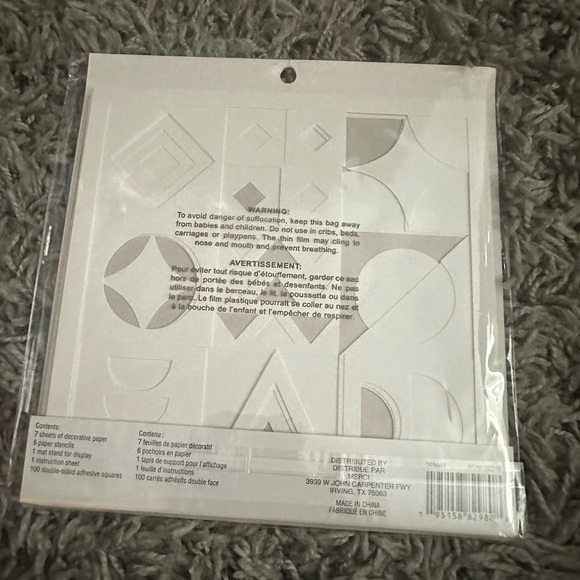 WARNING:
To avoid danger of suffocation, keep this bag away
from babies and children. Do not use in cribs, beds,
carriages or playpens. The thin film may cling to
nose and mouth and prevent breathing.
AVERTISSEMENT:
Pour éviter tout risque d'étouffement, garder ce sac
hors de portée des bébés et desenfants. Ne pas
utiliser dans le berceau, le lit, la poussette ou dans
le parc. Le film plastique pourrait se coller au nez et
à la bouche de l'enfant et l'empêcher de respirer
Contents:
7 sheets of decorative paper
6 paper stencils
1 mat stand for display
1 instruction sheet
100 double-sided adhesive squares
Contenu :
7 feuilles de papier décoratif
6 pochoirs en papier
1 tapis de support pour l'affichage
1 feuille d'instructions
100 carrés adhésifs double face
DISTRIBUTED BY
DISTRIBUE PAR
MSPCI
3939 W JOHN CARPENTER FWY
IRVING, TX 75063
MADE IN CHINA
FABRIQUE EN CHINE
1 95158 82980